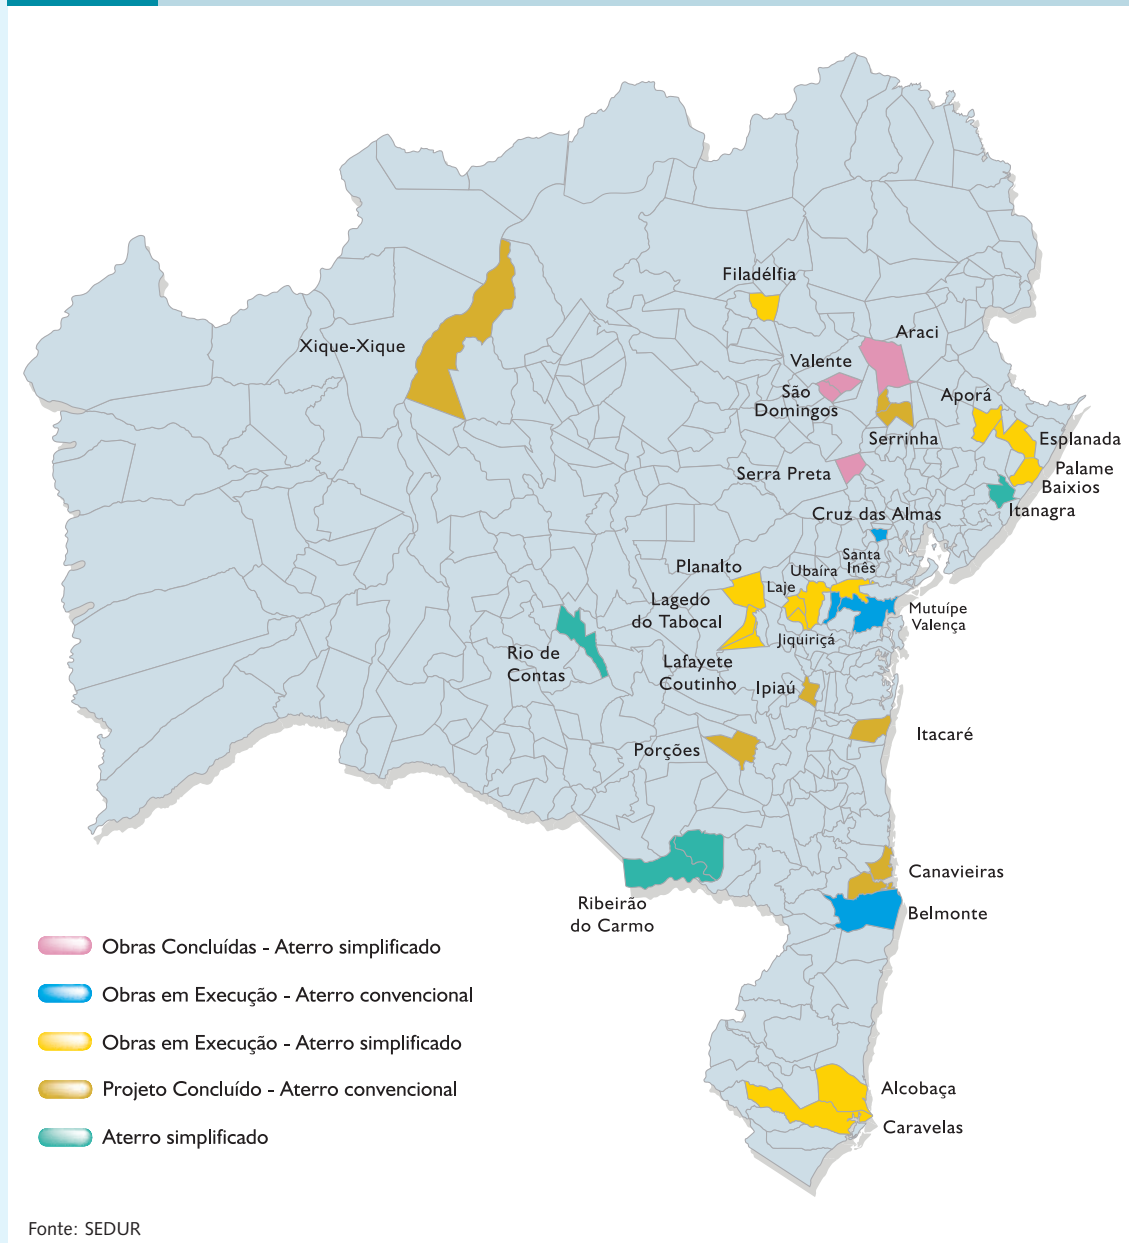 Filadélfia
Araci
Xique-Xique
Valente
São
Domingos
Aporá
Serrinha
Esplanada
Palame
Baixios
Serra Preta
Itanagra
Cruz das Almas
Santa
Inês
Ubaíra
Planalto
Laje
Lagedo
do Tabocal
Mutuípe
Valença
Jiquiriçá
Rio de
Contas
Lafayete
Coutinho
Ipiaú
Itacaré
Porções
Canavieiras
Ribeirão
do Carmo
Belmonte
Obras Concluídas - Aterro simplificado
Obras em Execução - Aterro convencional
Obras em Execução - Aterro simplificado
Projeto Concluído - Aterro convencional
Aterro simplificado
Alcobaça
Caravelas
Fonte: SEDUR